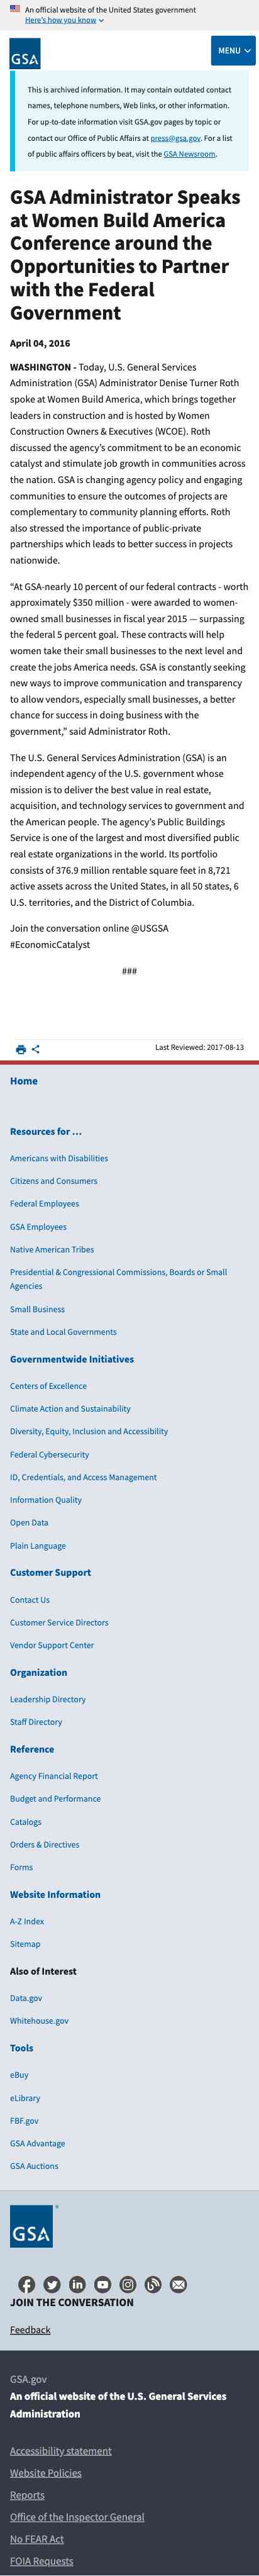 An official website of the United States government
Here's how you know
GSA
MENU
This is archived information. It may contain outdated contact
names, telephone numbers, Web links, or other information.
For up-to-date information visit GSA.gov pages by topic or
contact our Office of Public Affairs at press@gsa.gov. For a list
of public affairs officers by beat, visit the GSA Newsroom.
GSA Administrator Speaks
at Women Build America
Conference around the
Opportunities to Partner
with the Federal
Government
April 04, 2016
WASHINGTON - Today, U.S. General Services
Administration (GSA) Administrator Denise Turner Roth
spoke at Women Build America, which brings together
leaders in construction and is hosted by Women
Construction Owners & Executives (WCOE). Roth
discussed the agency’s commitment to be an economic
catalyst and stimulate job growth in communities across
the nation. GSA is changing agency policy and engaging
communities to ensure the outcomes of projects are
complementary to community planning efforts. Roth
also stressed the importance of public-private
partnerships which leads to better success in projects
nationwide.
“At GSA-nearly 10 percent of our federal contracts - worth
approximately $350 million - were awarded to women-
owned small businesses in fiscal year 2015 — surpassing
the federal 5 percent goal. These contracts will help
women take their small businesses to the next level and
create the jobs America needs. GSA is constantly seeking
new ways to improve communication and transparency
to allow vendors, especially small businesses, a better
chance for success in doing business with the
government,” said Administrator Roth.
The U.S. General Services Administration (GSA) is an
independent agency of the U.S. government whose
mission is to deliver the best value in real estate,
acquisition, and technology services to government and
the American people. The agency’s Public Buildings
Service is one of the largest and most diversified public
real estate organizations in the world. Its portfolio
consists of 376.9 million rentable square feet in 8,721
active assets across the United States, in all 50 states, 6
U.S. territories, and the District of Columbia.
Join the conversation online @USGSA
#EconomicCatalyst
###
Last Reviewed: 2017-08-13
Home
Resources for …
Americans with Disabilities
Citizens and Consumers
Federal Employees
GSA Employees
Native American Tribes
Presidential & Congressional Commissions, Boards or Small
Agencies
Small Business
State and Local Governments
Governmentwide Initiatives
Centers of Excellence
Climate Action and Sustainability
Diversity, Equity, Inclusion and Accessibility
Federal Cybersecurity
ID, Credentials, and Access Management
Information Quality
Open Data
Plain Language
Customer Support
Contact Us
Customer Service Directors
Vendor Support Center
Organization
Leadership Directory
Staff Directory
Reference
Agency Financial Report
Budget and Performance
Catalogs
Orders & Directives
Forms
Website Information
A-Z Index
Sitemap
Also of Interest
Data.gov
Whitehouse.gov
Tools
eBuy
eLibrary
FBF.gov
GSA Advantage
GSA Auctions
GSA ®
JOIN THE CONVERSATION
Feedback
GSA.gov
An official website of the U.S. General Services
Administration
Accessibility statement
Website Policies
Reports
Office of the Inspector General
No FEAR Act
FOIA Requests